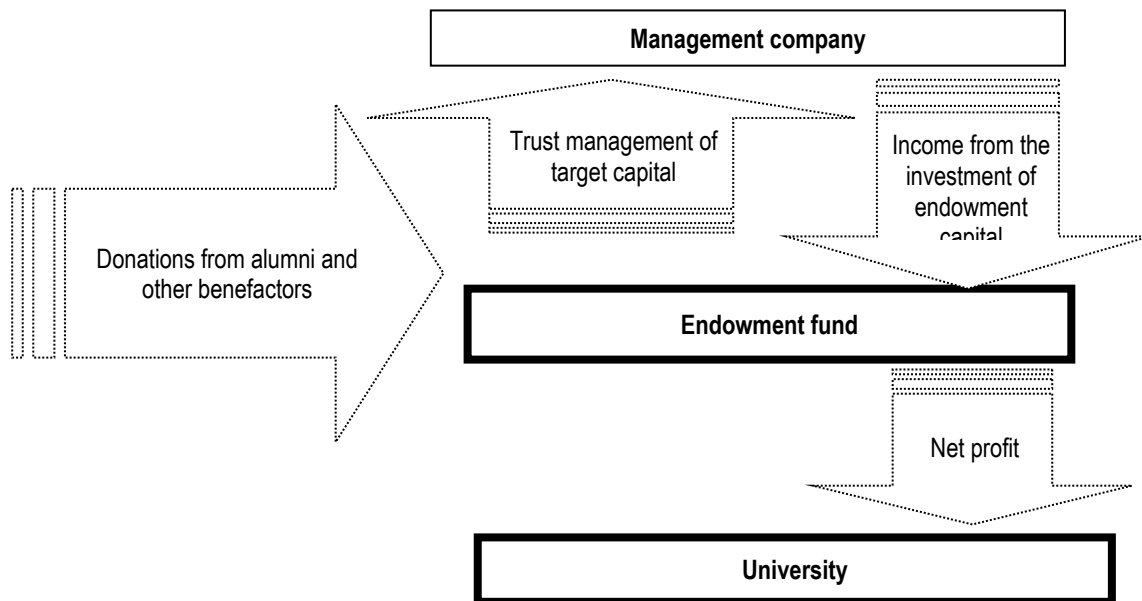 Management company
Trust management of
target capital
Income from the
investment of
endowment
capital
Donations from alumni and
other benefactors
Endowment fund
Net profit
University